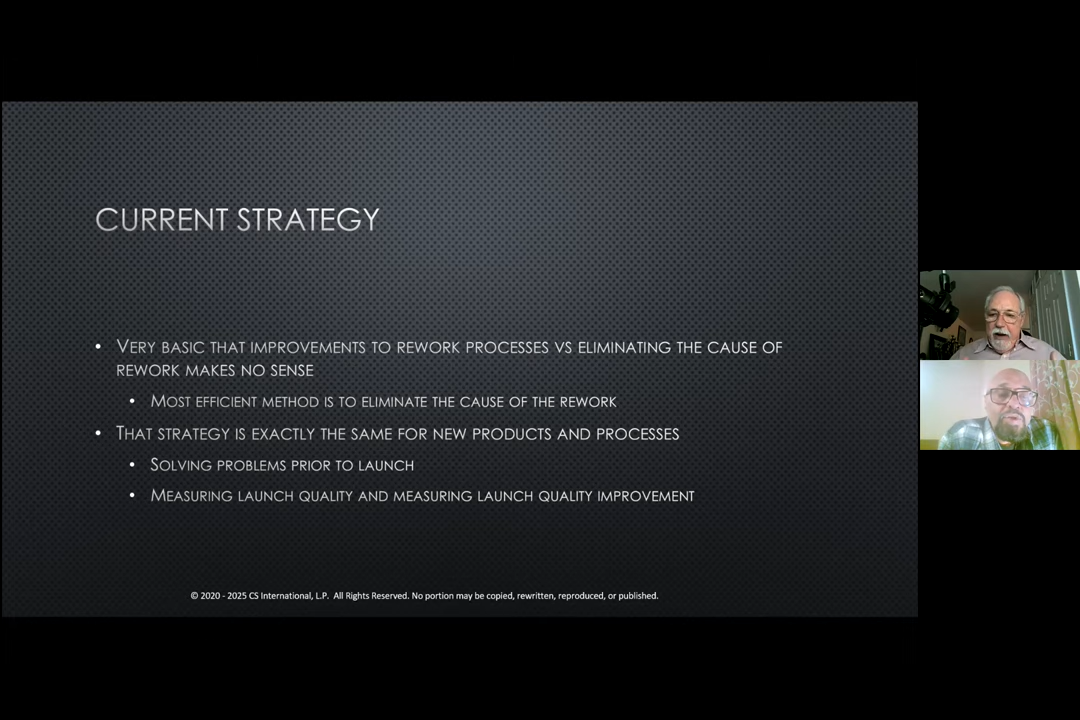 CURRENT STRATEGY
• VERY BASIC THAT IMPROVEMENTS TO REWORK PROCESSES VS ELIMINATING THE CAUSE OF
REWORK MAKES NO SENSE
• MOST EFFICIENT METHOD IS TO ELIMINATE THE CAUSE OF THE REWORK
• THAT STRATEGY IS EXACTLY THE SAME FOR NEW PRODUCTS AND PROCESSES
• SOLVING PROBLEMS PRIOR TO LAUNCH
• MEASURING LAUNCH QUALITY AND MEASURING LAUNCH QUALITY IMPROVEMENT
© 2020 - 2025 CS International, L.P. All Rights Reserved. No portion may be copied, rewritten, reproduced, or published.